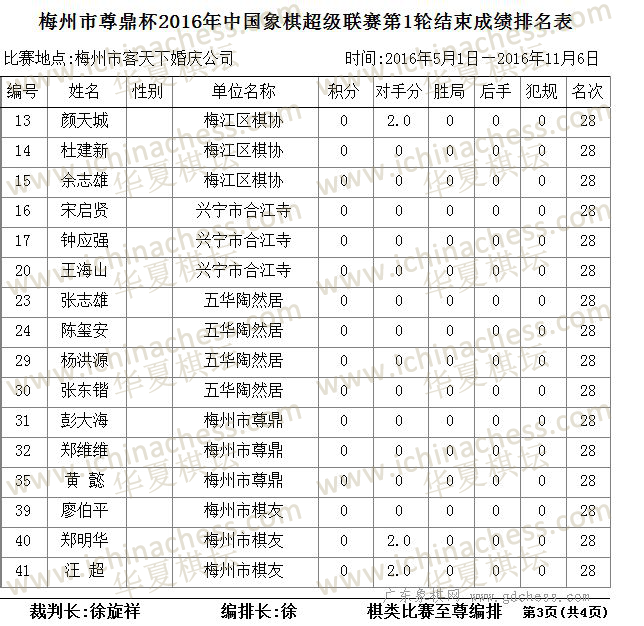 梅州市尊鼎杯2016年中国象棋超级联赛第1轮结束成绩排名表
比赛地点:梅州市客天下婚庆公司 时间:2016年5月1日—2016年11月6日
编号 姓名 性别 单位名称 积分 对手分 胜局 后手 犯规 名次
13 颜天城 梅江区棋协 0 2.0 0 0 0 28
14 杜建新 梅江区棋协 0 0 0 0 0 28
15 余志雄 梅江区棋协 0 0 0 0 0 28
16 宋启贤 兴宁市合江寺 0 0 0 0 0 28
17 钟应强 兴宁市合江寺 0 0 0 0 0 28
20 王海山 兴宁市合江寺 0 0 0 0 0 28
23 张志雄 五华陶然居 0 0 0 0 0 28
24 陈玺安 五华陶然居 0 0 0 0 0 28
29 杨洪源 五华陶然居 0 0 0 0 0 28
30 张东锴 五华陶然居 0 0 0 0 0 28
31 彭大海 梅州市尊鼎 0 0 0 0 0 28
32 郑维维 梅州市尊鼎 0 0 0 0 0 28
35 黄 懿 梅州市尊鼎 0 0 0 0 0 28
39 廖伯平 梅州市棋友 0 0 0 0 0 28
40 郑明华 梅州市棋友 0 2.0 0 0 0 28
41 汪 超 梅州市棋友 0 2.0 0 0 0 28
广东象棋网 www.gdchess.com
裁判长:徐旋祥 编排长:徐 棋类比赛至尊编排 第3页(共4页)
www.ichinachess.com
华夏棋坛